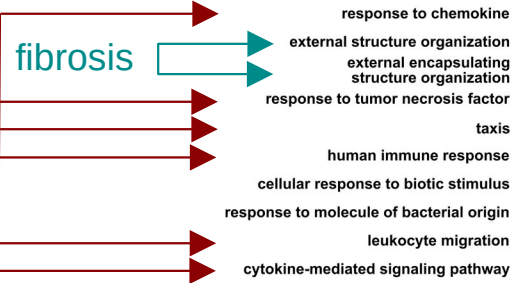 response to chemokine
fibrosis
external structure organization
external encapsulating
structure organization
response to tumor necrosis factor
taxis
human immune response
cellular response to biotic stimulus
response to molecule of bacterial origin
leukocyte migration
cytokine-mediated signaling pathway